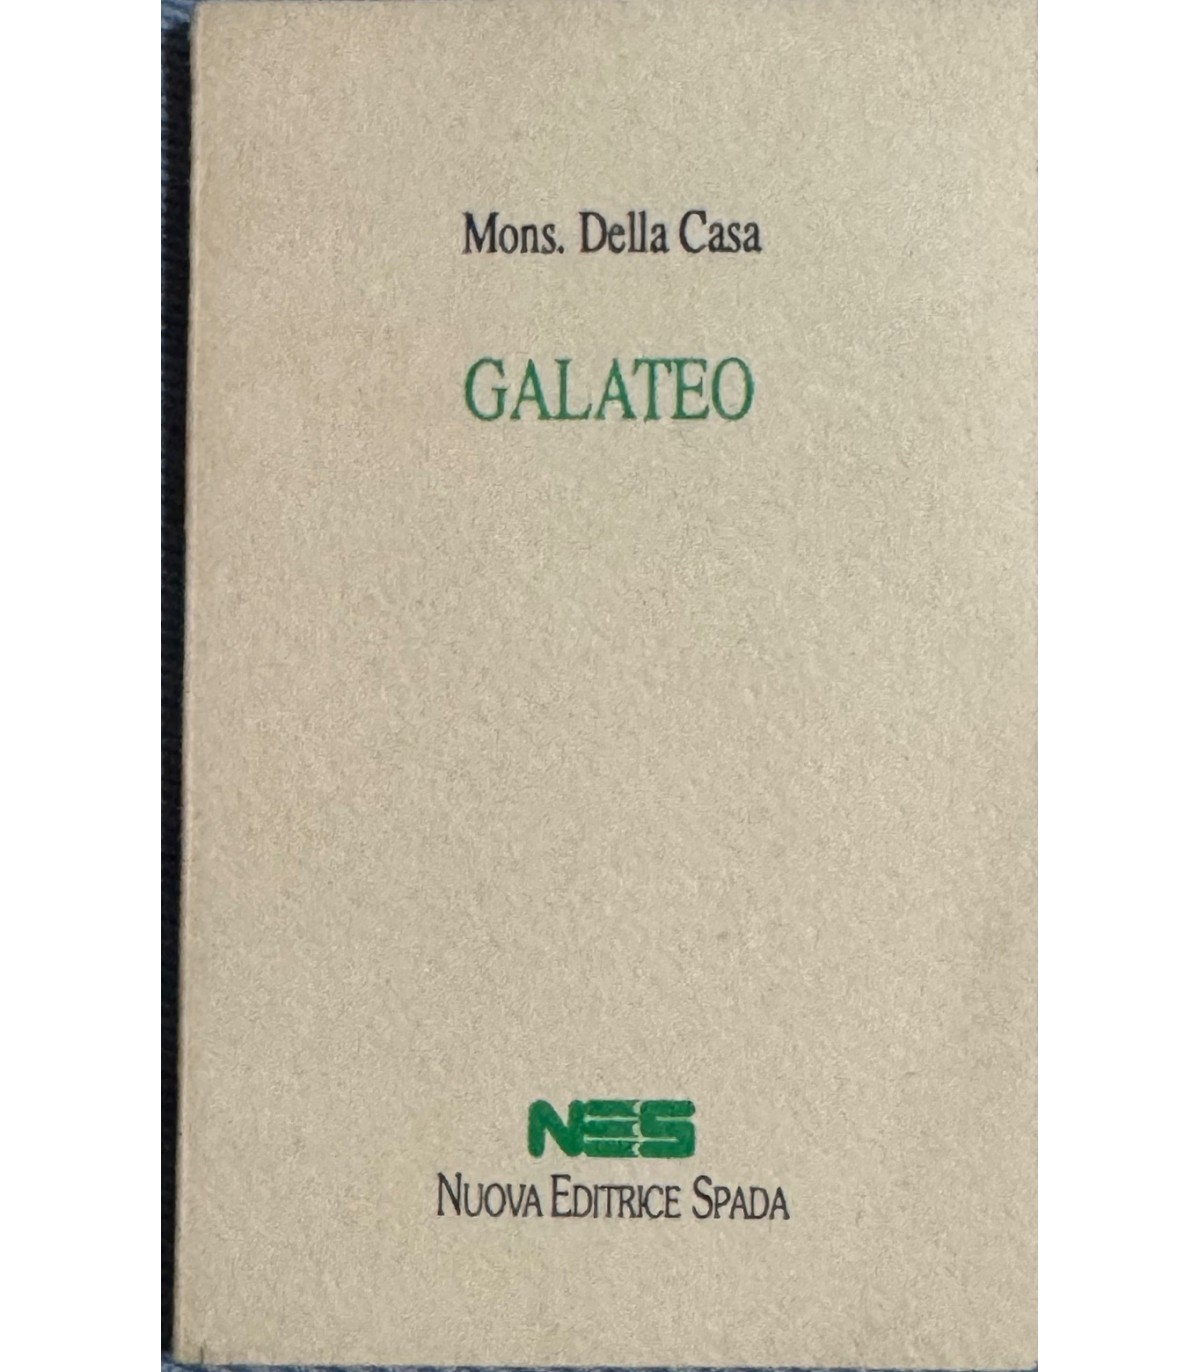 Mons. Della Casa
GALATEO
NES
NUOVA EDITRICE SPADA